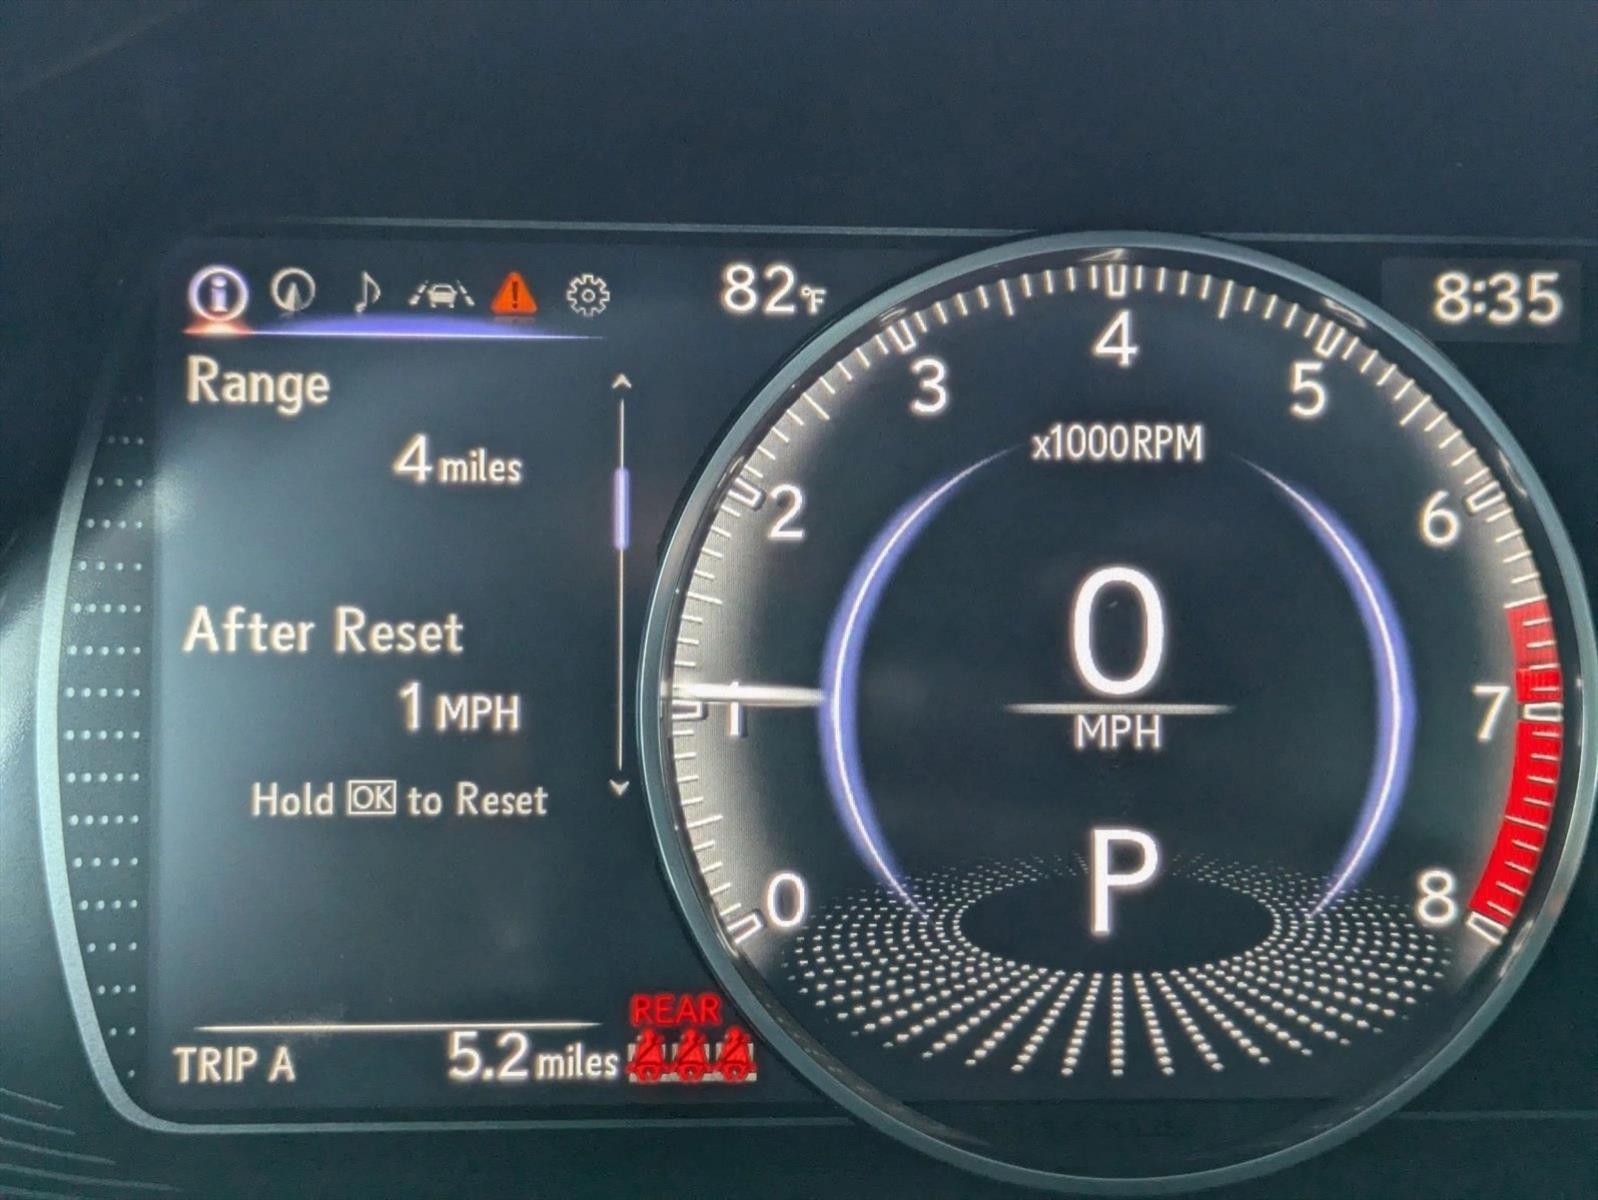 82°F
8:35
Range
4 miles
After Reset
1 MPH
Hold OK to Reset
TRIP A 5.2 miles
REAR
0
1
2
3
4
5
6
7
8
x1000RPM
0
MPH
P